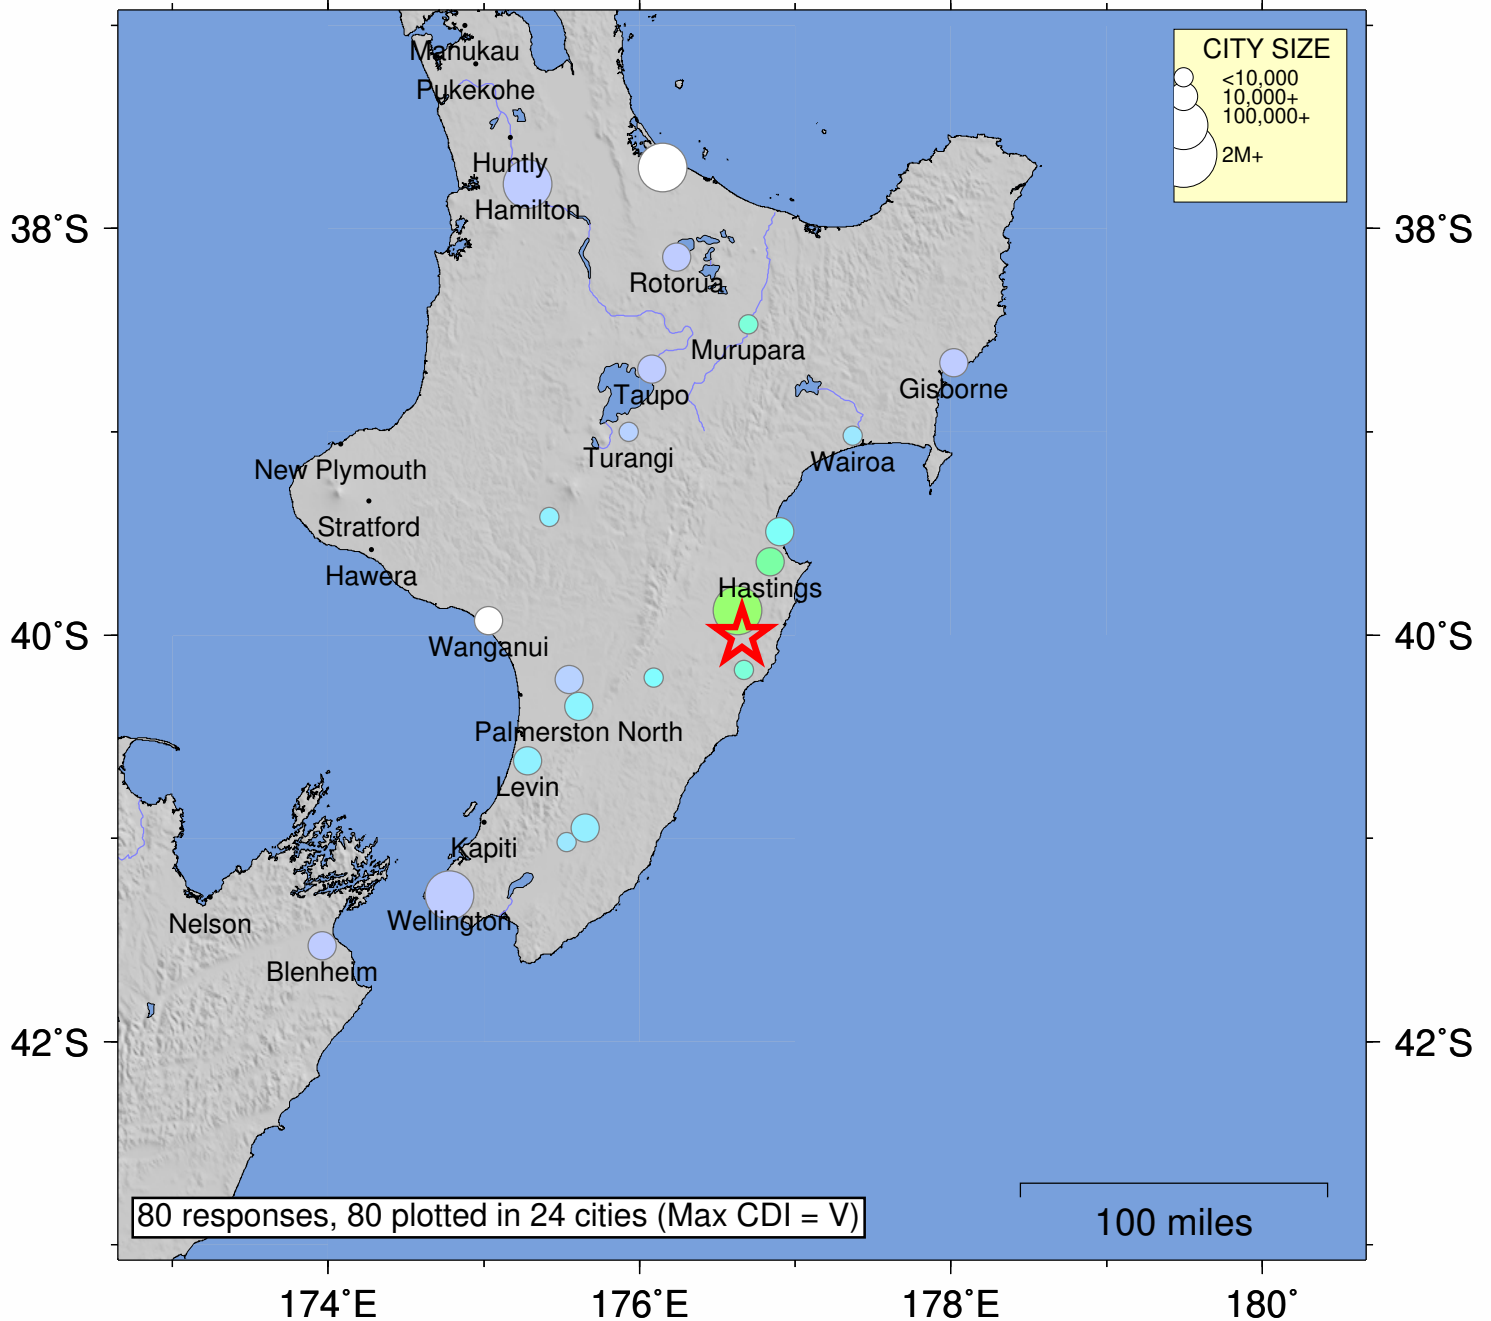 Manukau
CITY SIZE
<10,000
10,000+
100,000+
2M+
Pukekohe
Huntly
Hamilton
38˚S
38˚S
Rotorua
Murupara
Taupo
Gisborne
Turangi
Wairoa
New Plymouth
Stratford
Hawera
Hastings
40˚S
40˚S
Wanganui
Palmerston North
Levin
Kapiti
Nelson
Wellington
Blenheim
42˚S
42˚S
80 responses, 80 plotted in 24 cities (Max CDI = V)
100 miles
174˚E
176˚E
178˚E
180˚